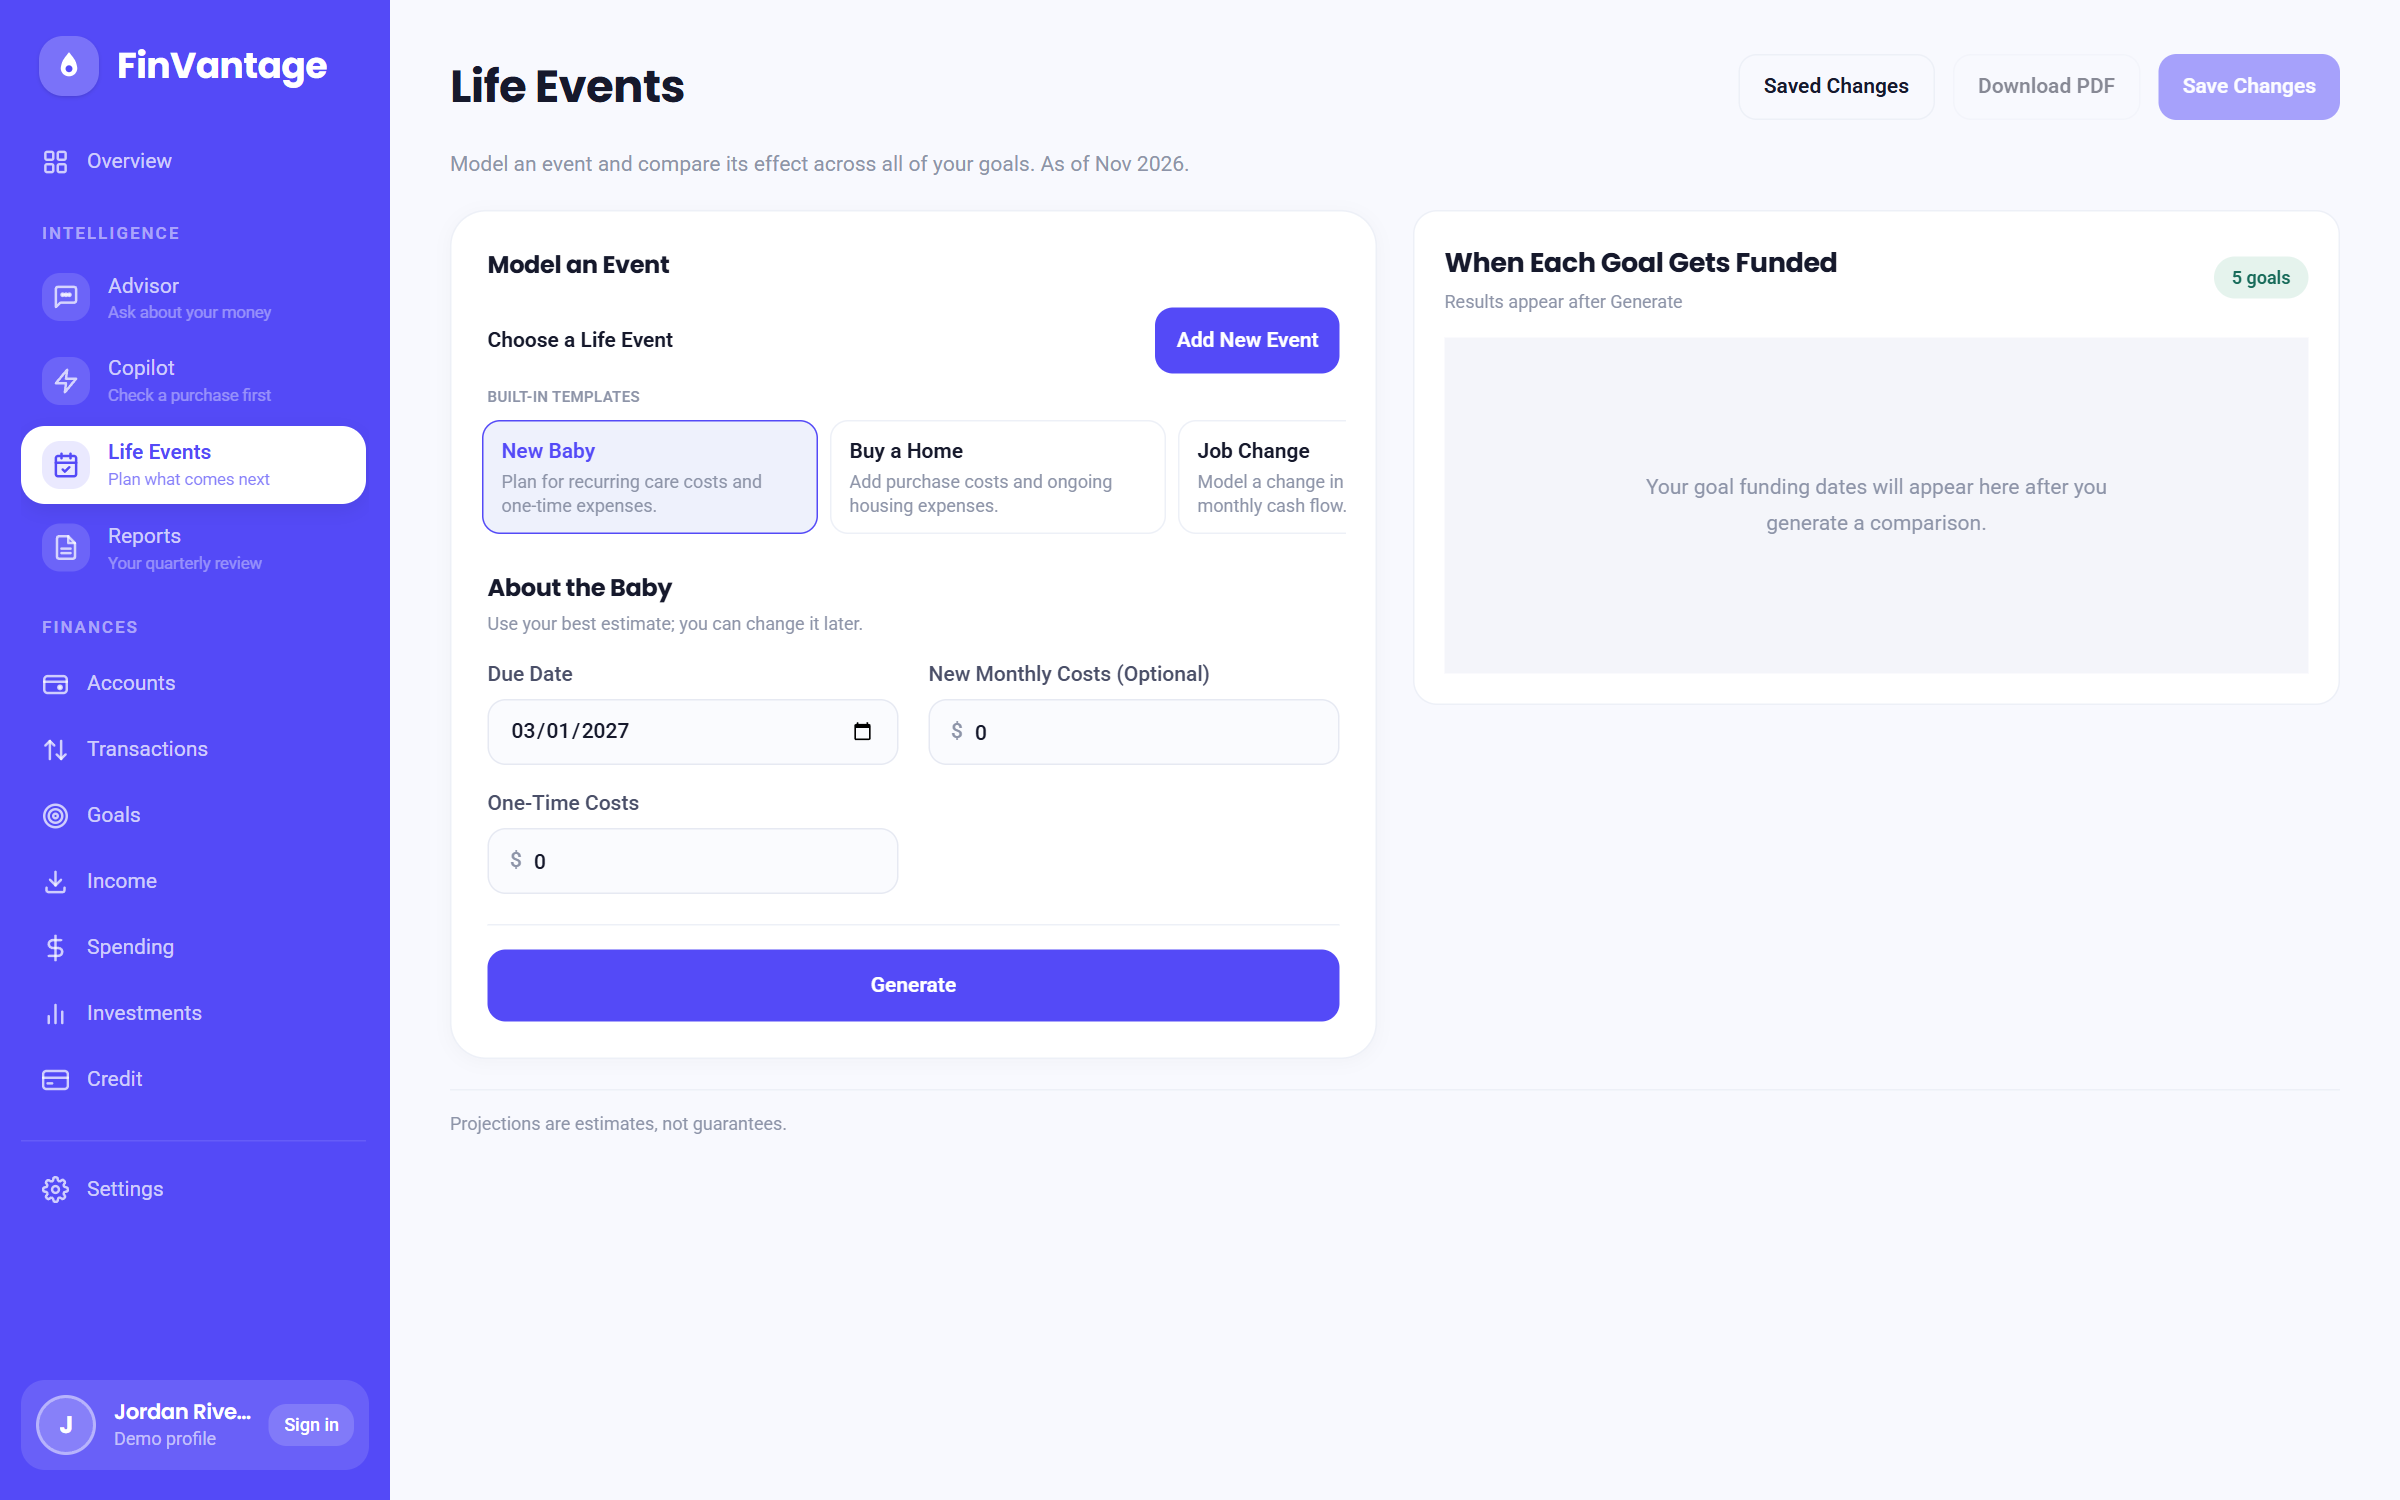 FinVantage
Overview
INTELLIGENCE
Advisor
Ask about your money
Copilot
Check a purchase first
Life Events
Plan what comes next
Reports
Your quarterly review
FINANCES
Accounts
Transactions
Goals
Income
Spending
Investments
Credit
Settings
J
Jordan Rive...
Demo profile
Sign in
Life Events
Saved Changes
Download PDF
Save Changes
Model an event and compare its effect across all of your goals. As of Nov 2026.
Model an Event
Choose a Life Event
Add New Event
BUILT-IN TEMPLATES
New Baby
Plan for recurring care costs and
one-time expenses.
Buy a Home
Add purchase costs and ongoing
housing expenses.
Job Change
Model a change in
monthly cash flow.
About the Baby
Use your best estimate; you can change it later.
Due Date
03/01/2027
New Monthly Costs (Optional)
$ 0
One-Time Costs
$ 0
Generate
When Each Goal Gets Funded
Results appear after Generate
5 goals
Your goal funding dates will appear here after you
generate a comparison.
Projections are estimates, not guarantees.